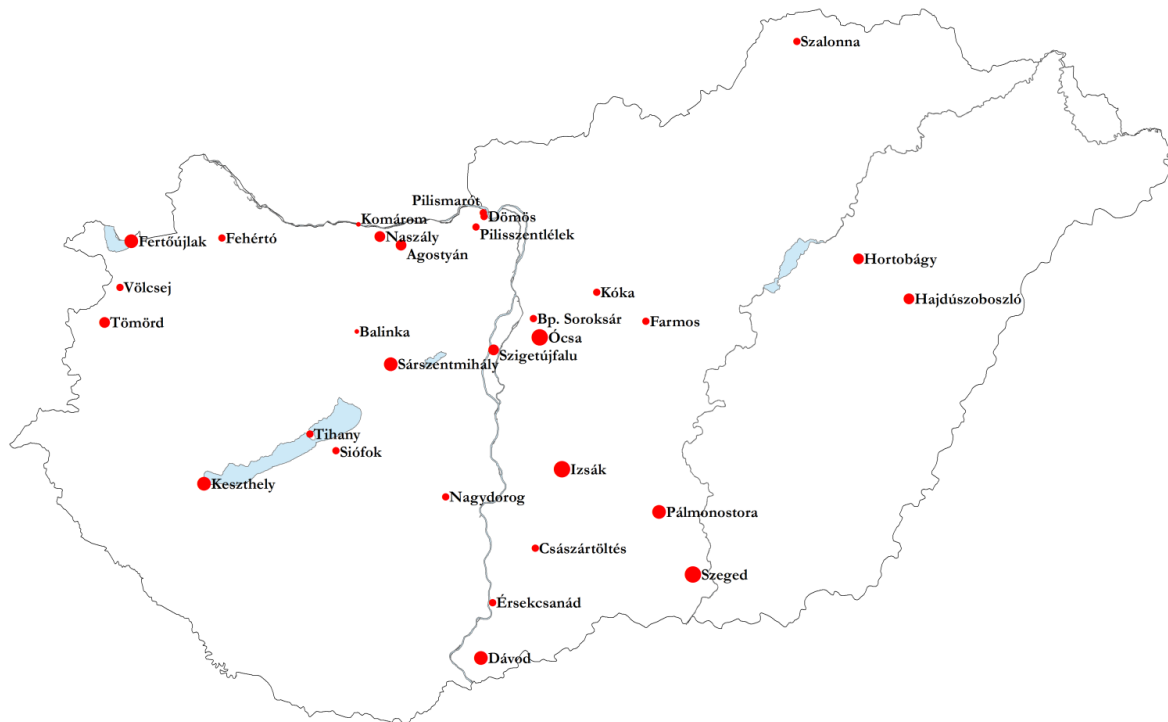 Szalonna
Pilismarót
Dömös
Komárom
Pilisszentlélek
Fertőújlak
Fehértó
Naszály
Agostyán
Hortobágy
Völcsej
Kóka
Hajdúszoboszló
Tömörd
Bp. Soroksár
Farmos
Balinka
Ócsa
Szigetújfalu
Sárszentmihály
Tihany
Siófok
Izsák
Keszthely
Nagydorog
Pálmonostora
Császártöltés
Szeged
Érsekcsanád
Dávod